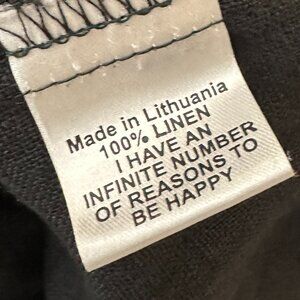 Made in Lithuania
100% LINEN
I HAVE AN
INFINITE NUMBER
OF REASONS TO
BE HAPPY